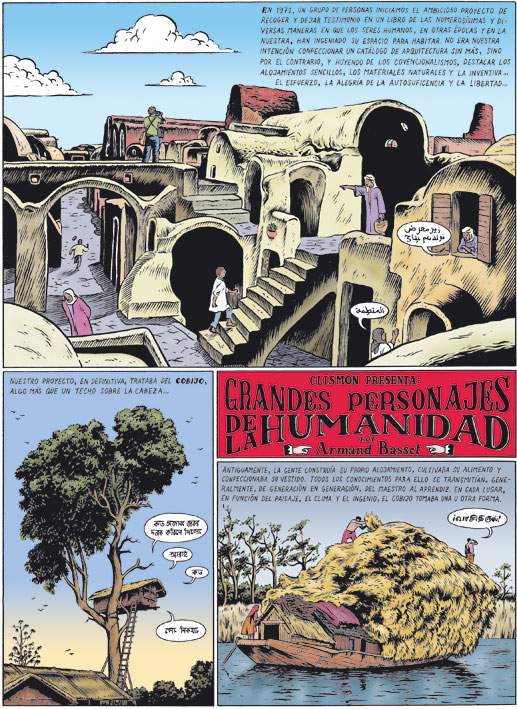 EN 1971, UN GRUPO DE PERSONAS INICIAMOS EL AMBICIOSO PROYECTO DE
RECOGER Y DEJAR TESTIMONIO EN UN LIBRO DE LAS NUMEROSÍSIMAS Y DI-
VERSAS MANERAS EN QUE LOS SERES HUMANOS, EN OTRAS ÉPOCAS Y EN LA
NUESTRA, HAN INGENIADO SU ESPACIO PARA HABITAR. NO ERA NUESTRA
INTENCIÓN CONFECCIONAR UN CATÁLOGO DE ARQUITECTURA SIN MÁS, SINO
POR EL CONTRARIO, Y HUYENDO DE LOS COVENCIONALISMOS, DESTACAR LOS
ALOJAMIENTOS SENCILLOS, LOS MATERIALES NATURALES Y LA INVENTIVA...
EL ESFUERZO, LA ALEGRÍA DE LA AUTOSUFICENCIA Y LA LIBERTAD...
NUESTRO PROYECTO, EN DEFINITIVA, TRATABA DEL COBIJO,
ALGO MÁS QUE UN TECHO SOBRE LA CABEZA...
CLISMÓN PRESENTA:
GRANDES PERSONAJES
DE LA HUMANIDAD
POR
Armand Basset
ANTIGUAMENTE, LA GENTE CONSTRUÍA SU PROPIO ALOJAMIENTO, CULTIVABA SU ALIMENTO Y
CONFECCIONABA SU VESTIDO. TODOS LOS CONOCIMIENTOS PARA ELLO SE TRANSMITÍAN, GENE-
RALMENTE, DE GENERACIÓN EN GENERACIÓN, DEL MAESTRO AL APRENDIZ. EN CASA LUGAR,
EN FUNCIÓN DEL PAISAJE, EL CLIMA Y EL INGENIO, EL COBIJO TOMABA UNA U OTRA FORMA.